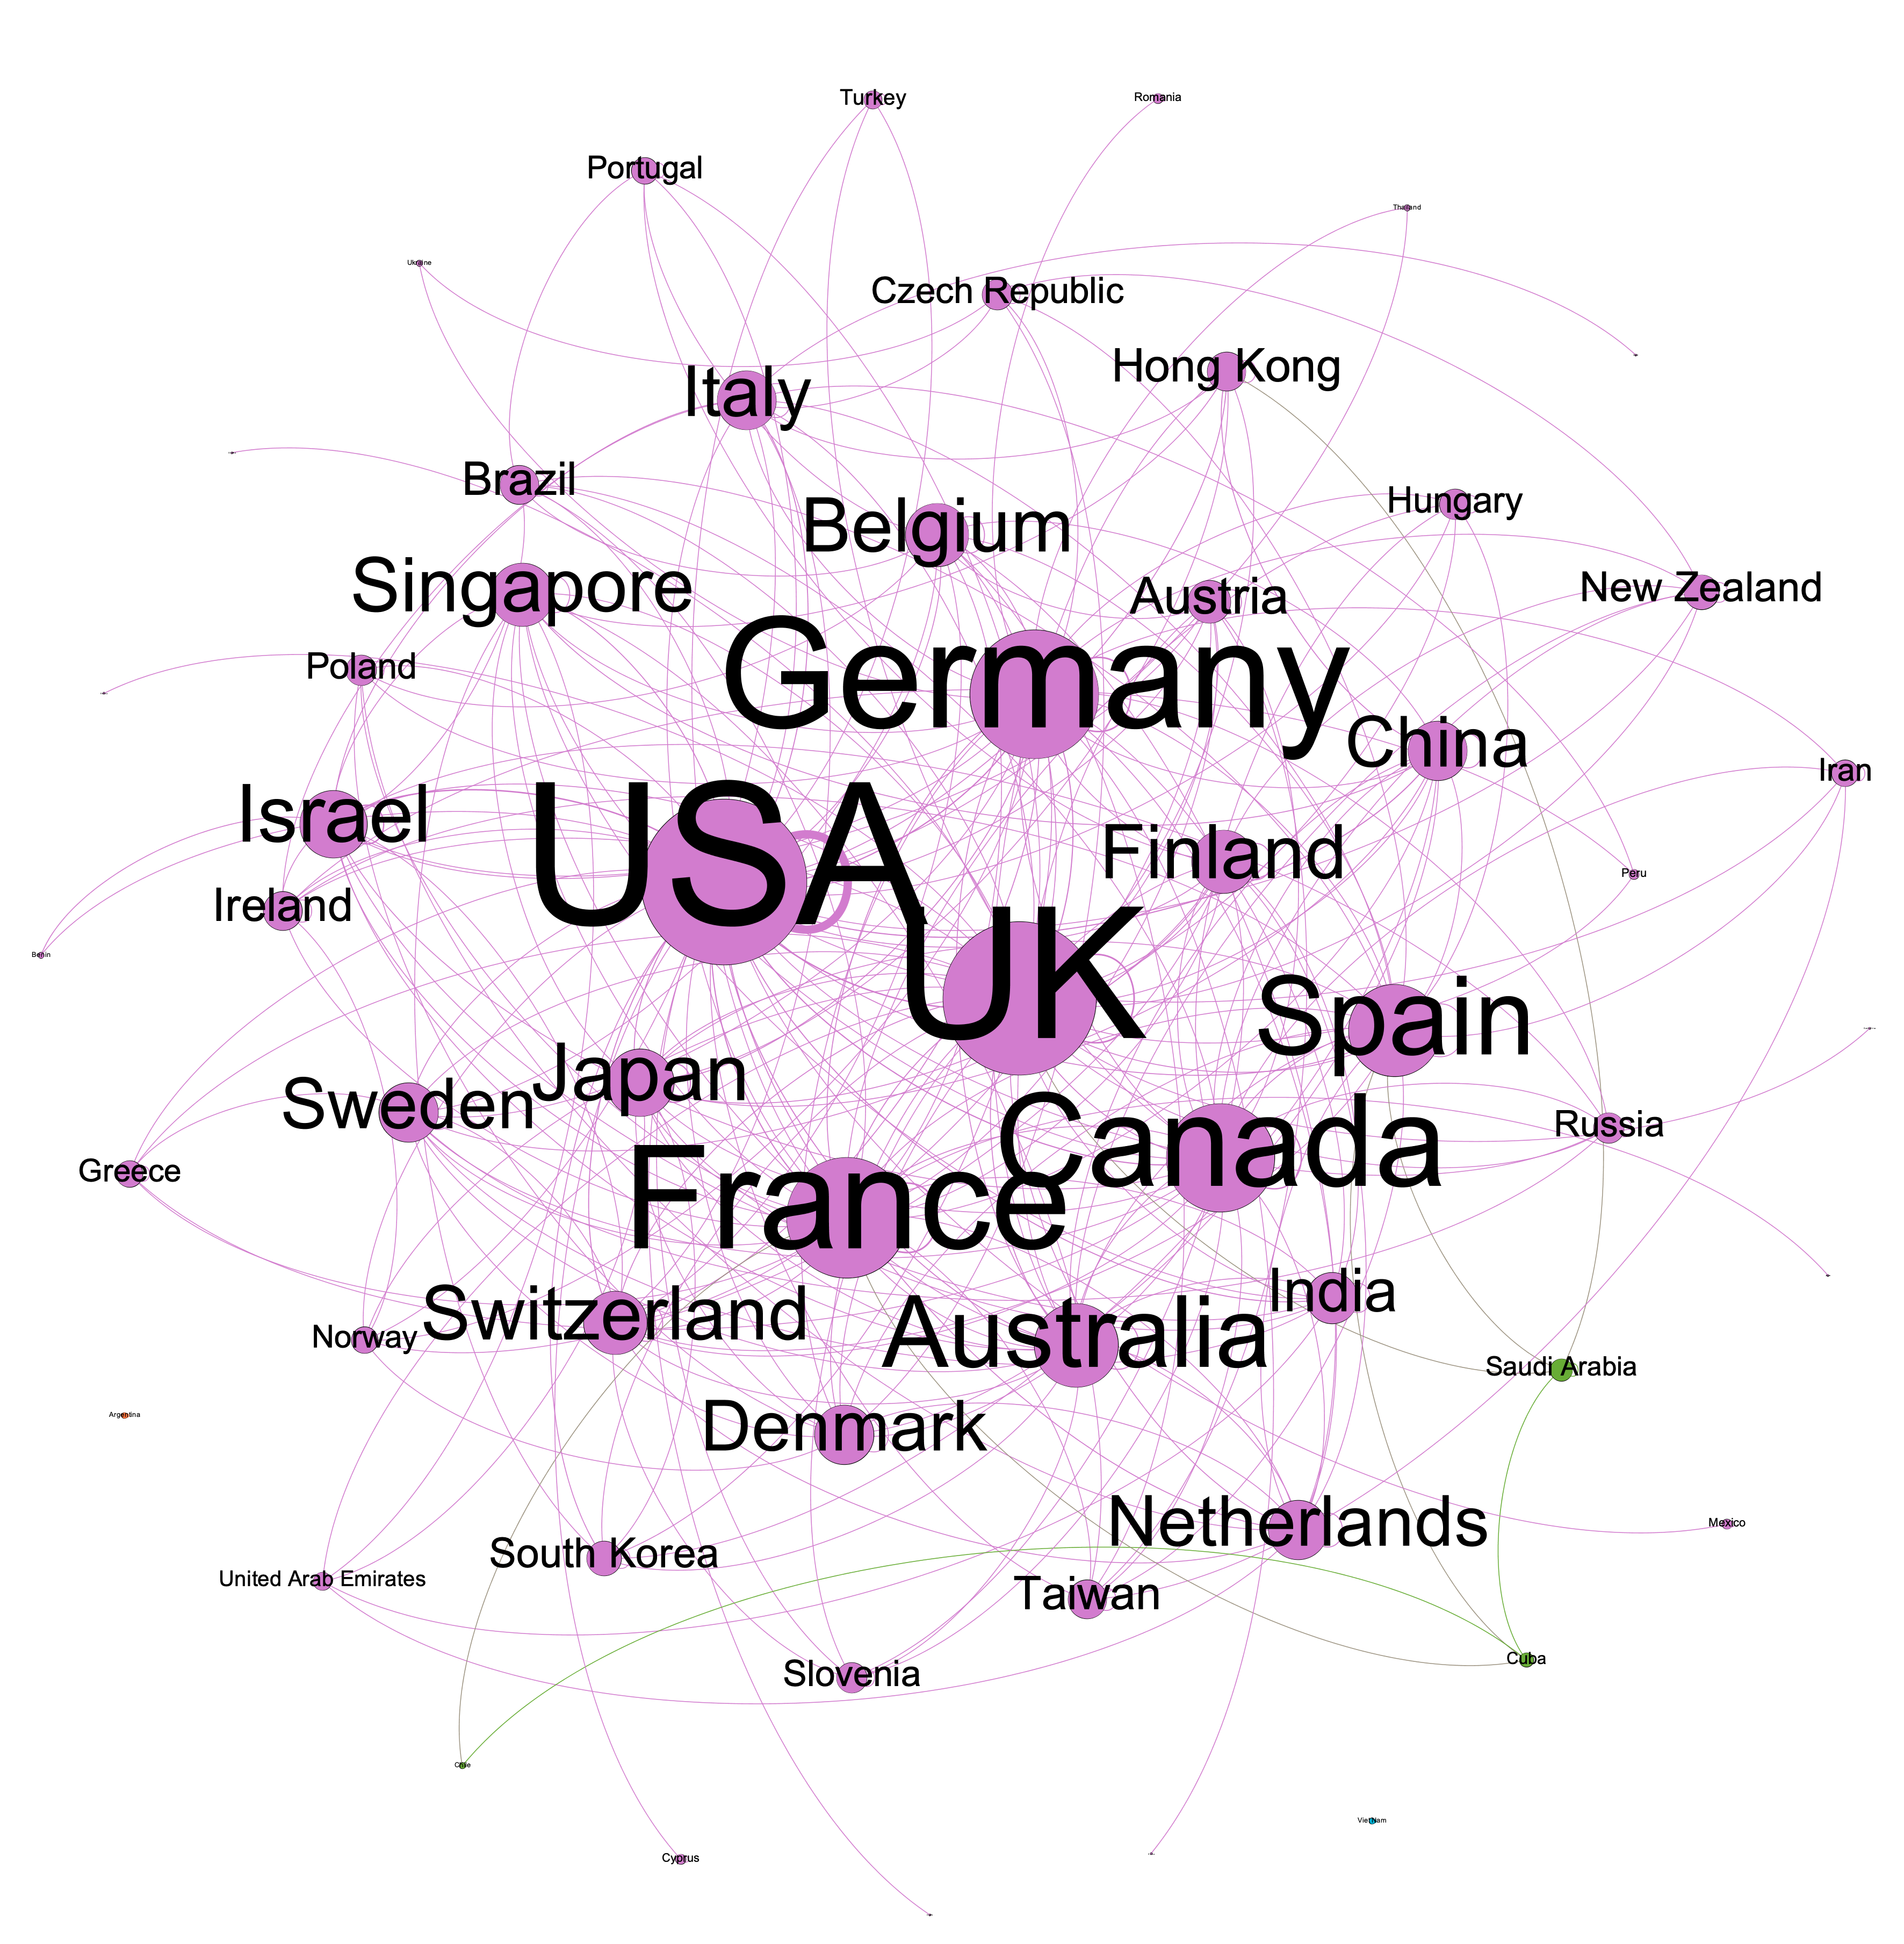 Turkey
Romania
Portugal
Thailand
Ukraine
Czech Republic
Hong Kong
Italy
Brazil
Hungary
Belgium
Singapore
Austria
New Zealand
Poland
Germany
China
Iran
Israel
USA
Finland
Peru
Ireland
UK
Benin
Spain
Japan
Sweden
Russia
Canada
Greece
France
India
Switzerland
Australia
Norway
Saudi Arabia
Argentina
Denmark
Netherlands
Mexico
South Korea
United Arab Emirates
Taiwan
Cuba
Slovenia
Chile
VietNam
Cyprus